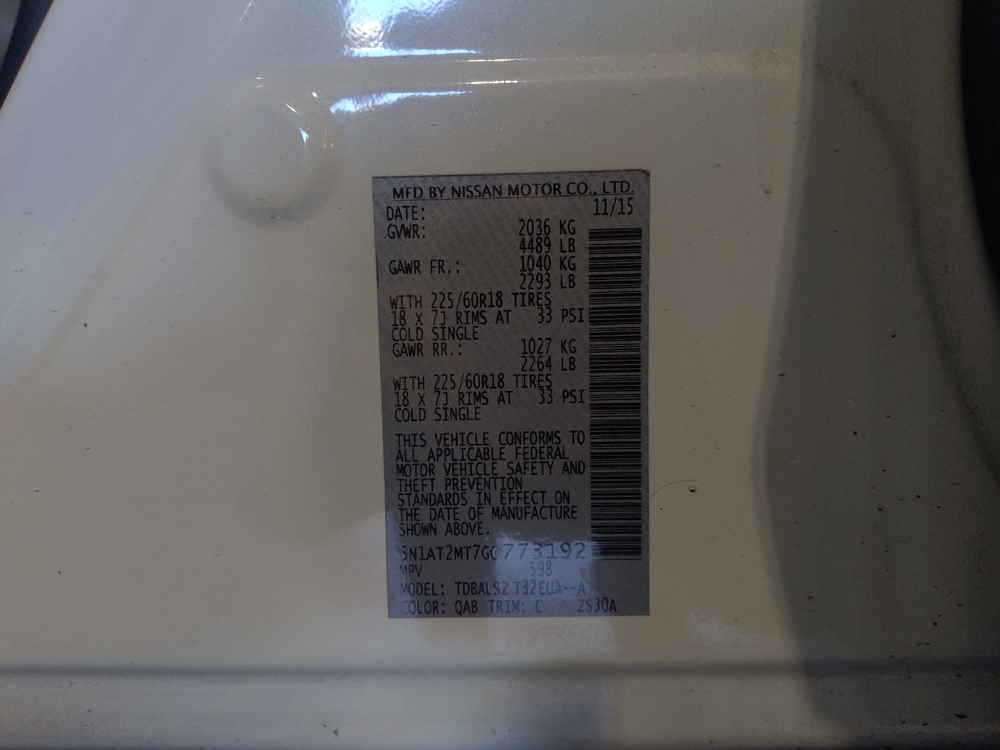 MFD BY NISSAN MOTOR CO., LTD.
DATE: 11/15
GVWR: 2036 KG
4489 LB
GAWR FR.: 1040 KG
2293 LB
WITH 225/60R18 TIRES
18 X 7J RIMS AT 33 PSI
COLD SINGLE
GAWR RR.: 1027 KG
2264 LB
WITH 225/60R18 TIRES
18 X 7J RIMS AT 33 PSI
COLD SINGLE
THIS VEHICLE CONFORMS TO
ALL APPLICABLE FEDERAL
MOTOR VEHICLE SAFETY AND
THEFT PREVENTION
STANDARDS IN EFFECT ON
THE DATE OF MANUFACTURE
SHOWN ABOVE.
5N1AT2MT7GC773192
MPV 598
MODEL: TDBALSZ T32EUA--A
COLOR: QAB TRIM: C ZS30A